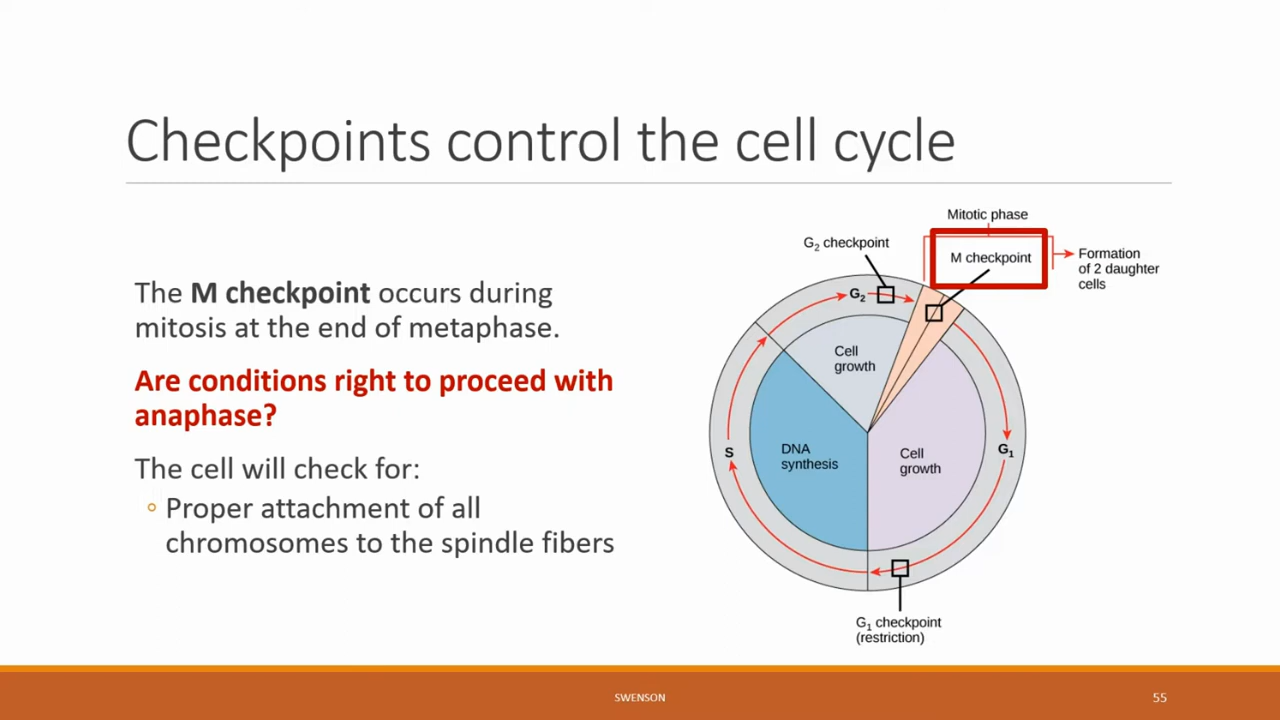 Checkpoints control the cell cycle
The M checkpoint occurs during
mitosis at the end of metaphase.
Are conditions right to proceed with
anaphase?
The cell will check for:
◦ Proper attachment of all
chromosomes to the spindle fibers
Mitotic phase
G₂ checkpoint
M checkpoint
Formation
of 2 daughter
cells
G₂
Cell
growth
S
DNA
synthesis
Cell
growth
G₁
G₁ checkpoint
(restriction)
SWENSON
55